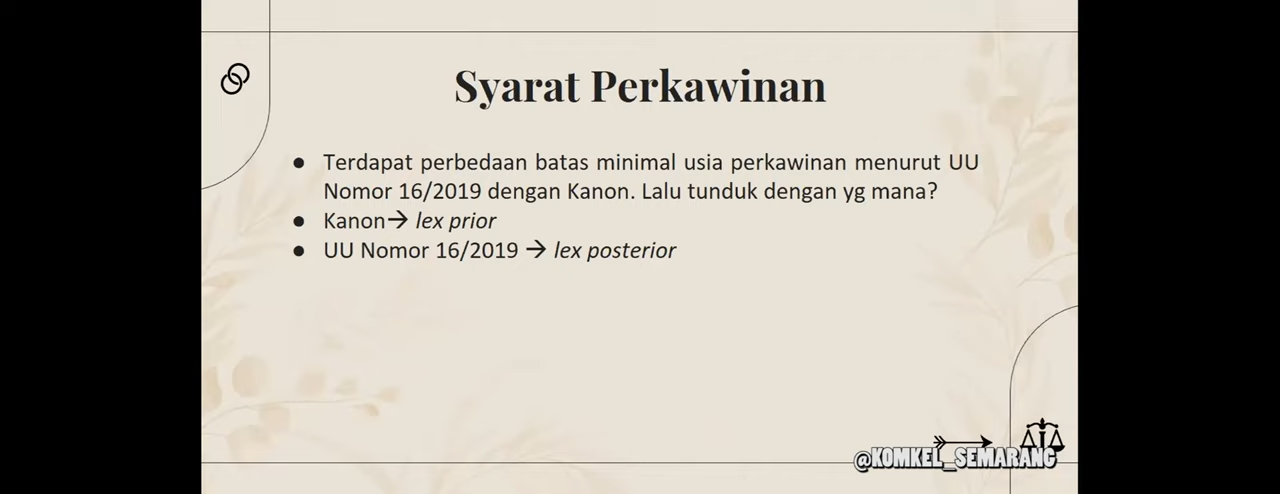 Syarat Perkawinan
● Terdapat perbedaan batas minimal usia perkawinan menurut UU
Nomor 16/2019 dengan Kanon. Lalu tunduk dengan yg mana?
● Kanon→ lex prior
● UU Nomor 16/2019 → lex posterior
@KOMKEL_SEMARANG